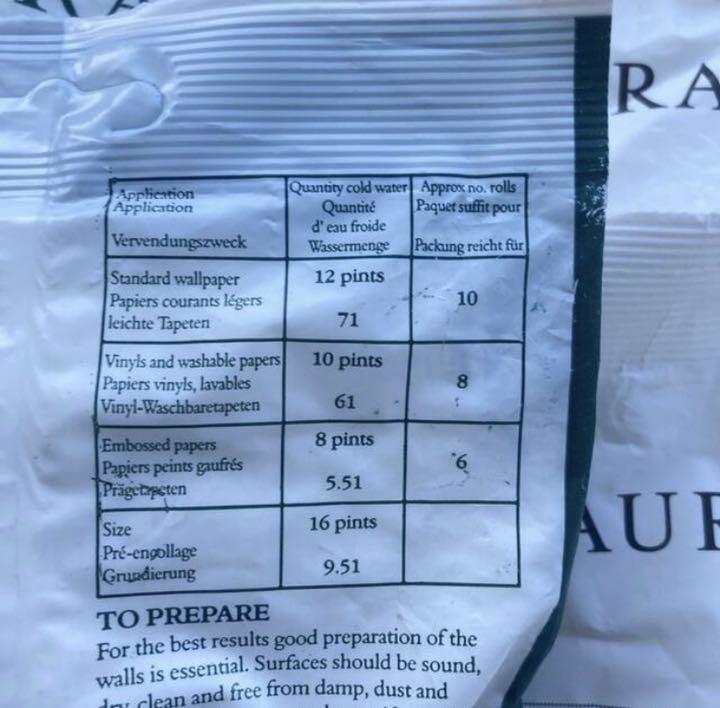 RA
Application
Application
Vervendungszweck
Quantity cold water
Quantité
d' eau froide
Wassermenge
Approx no. rolls
Paquet suffit pour
Packung reicht für
Standard wallpaper
Papiers courants légers
leichte Tapeten
12 pints
71
10
Vinyls and washable papers
Papiers vinyls, lavables
Vinyl-Waschbaretapeten
10 pints
61
8
Embossed papers
Papiers peints gaufrés
Prägetapeten
8 pints
5.51
6
Size
Pré-encollage
Grundierung
16 pints
9.51
AU
TO PREPARE
For the best results good preparation of the
walls is essential. Surfaces should be sound,
dry, clean and free from damp, dust and